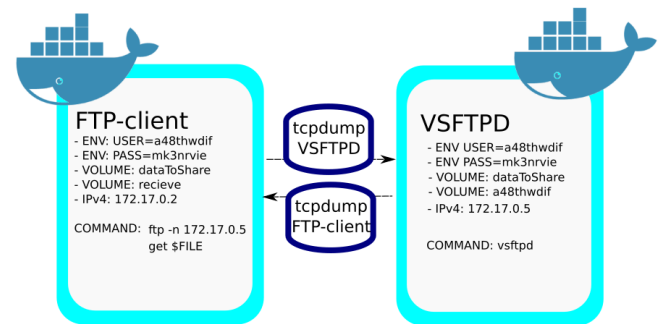 FTP-client
- ENV: USER=a48thwdif
- ENV: PASS=mk3nrvie
- VOLUME: dataToShare
- VOLUME: recieve
- IPv4: 172.17.0.2
COMMAND: ftp -n 172.17.0.5
get $FILE
tcpdump
VSFTPD
tcpdump
FTP-client
VSFTPD
- ENV USER=a48thwdif
- ENV PASS=mk3nrvie
- VOLUME: dataToShare
- VOLUME: a48thwdif
- IPv4: 172.17.0.5
COMMAND: vsftpd